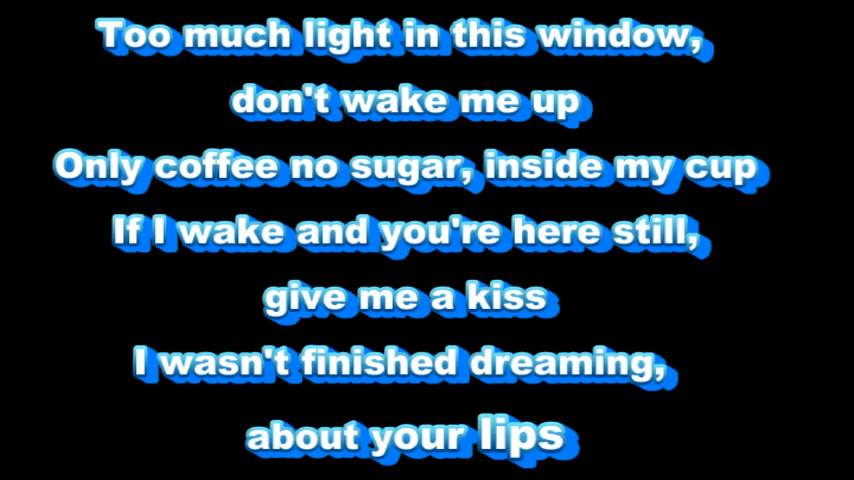 Too much light in this window,
don't wake me up
Only coffee no sugar, inside my cup
If I wake and you're here still,
give me a kiss
I wasn't finished dreaming,
about your lips